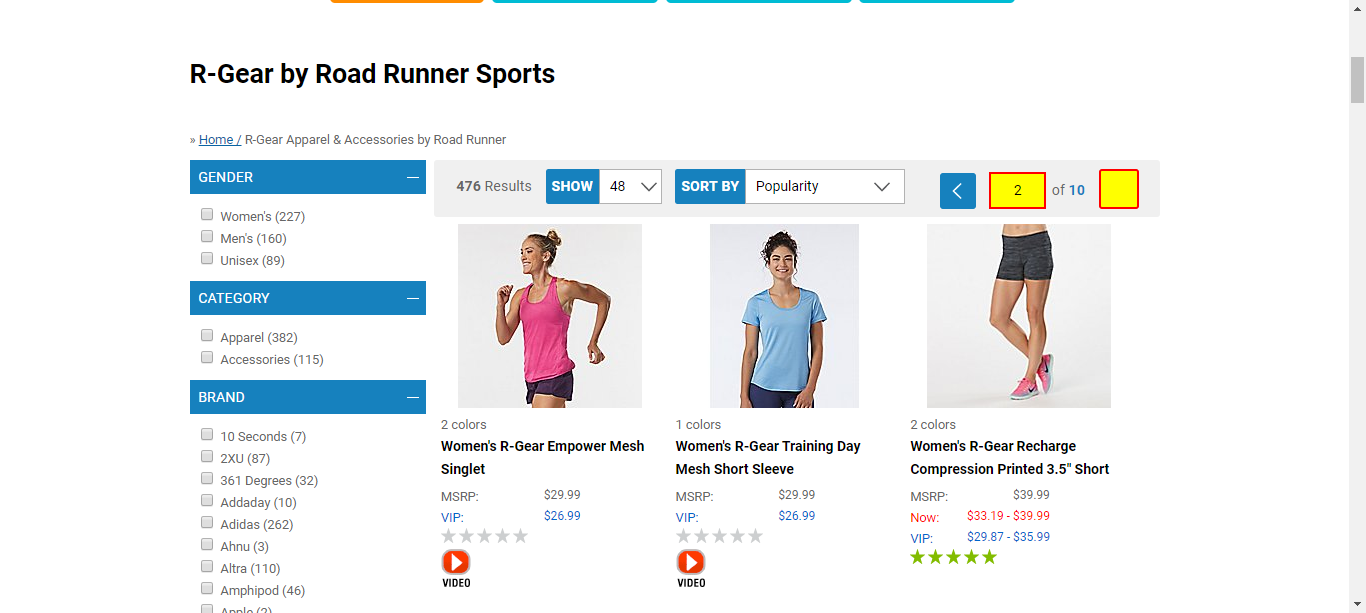 R-Gear by Road Runner Sports
» Home / R-Gear Apparel & Accessories by Road Runner
GENDER
Women's (227)
Men's (160)
Unisex (89)
CATEGORY
Apparel (382)
Accessories (115)
BRAND
10 Seconds (7)
2XU (87)
361 Degrees (32)
Addaday (10)
Adidas (262)
Ahnu (3)
Altra (110)
Amphipod (46)
Apple (2)
476 Results SHOW 48 SORT BY Popularity 2 of 10
2 colors
Women's R-Gear Empower Mesh
Singlet
MSRP: $29.99
VIP: $26.99
VIDEO
1 colors
Women's R-Gear Training Day
Mesh Short Sleeve
MSRP: $29.99
VIP: $26.99
VIDEO
2 colors
Women's R-Gear Recharge
Compression Printed 3.5" Short
MSRP: $39.99
Now: $33.19 - $39.99
VIP: $29.87 - $35.99